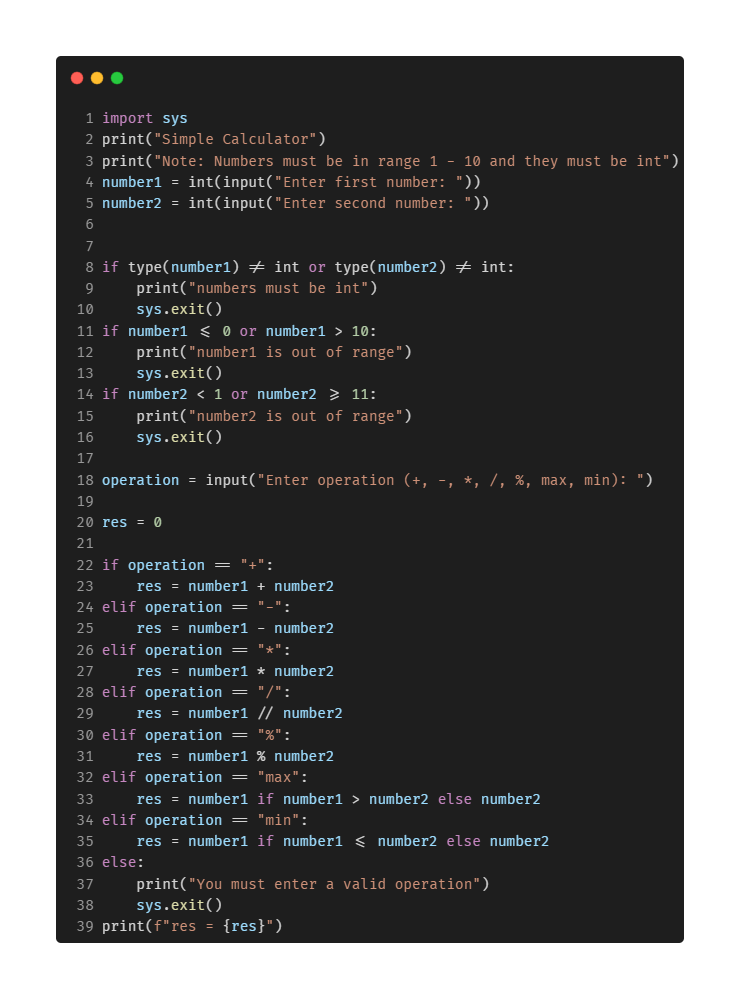 1 import sys
2 print("Simple Calculator")
3 print("Note: Numbers must be in range 1 - 10 and they must be int")
4 number1 = int(input("Enter first number: "))
5 number2 = int(input("Enter second number: "))
6
7
8 if type(number1) != int or type(number2) != int:
9     print("numbers must be int")
10     sys.exit()
11 if number1 <= 0 or number1 > 10:
12     print("number1 is out of range")
13     sys.exit()
14 if number2 < 1 or number2 >= 11:
15     print("number2 is out of range")
16     sys.exit()
17
18 operation = input("Enter operation (+, -, *, /, %, max, min): ")
19
20 res = 0
21
22 if operation == "+":
23     res = number1 + number2
24 elif operation == "-":
25     res = number1 - number2
26 elif operation == "*":
27     res = number1 * number2
28 elif operation == "/":
29     res = number1 // number2
30 elif operation == "%":
31     res = number1 % number2
32 elif operation == "max":
33     res = number1 if number1 > number2 else number2
34 elif operation == "min":
35     res = number1 if number1 <= number2 else number2
36 else:
37     print("You must enter a valid operation")
38     sys.exit()
39 print(f"res = {res}")